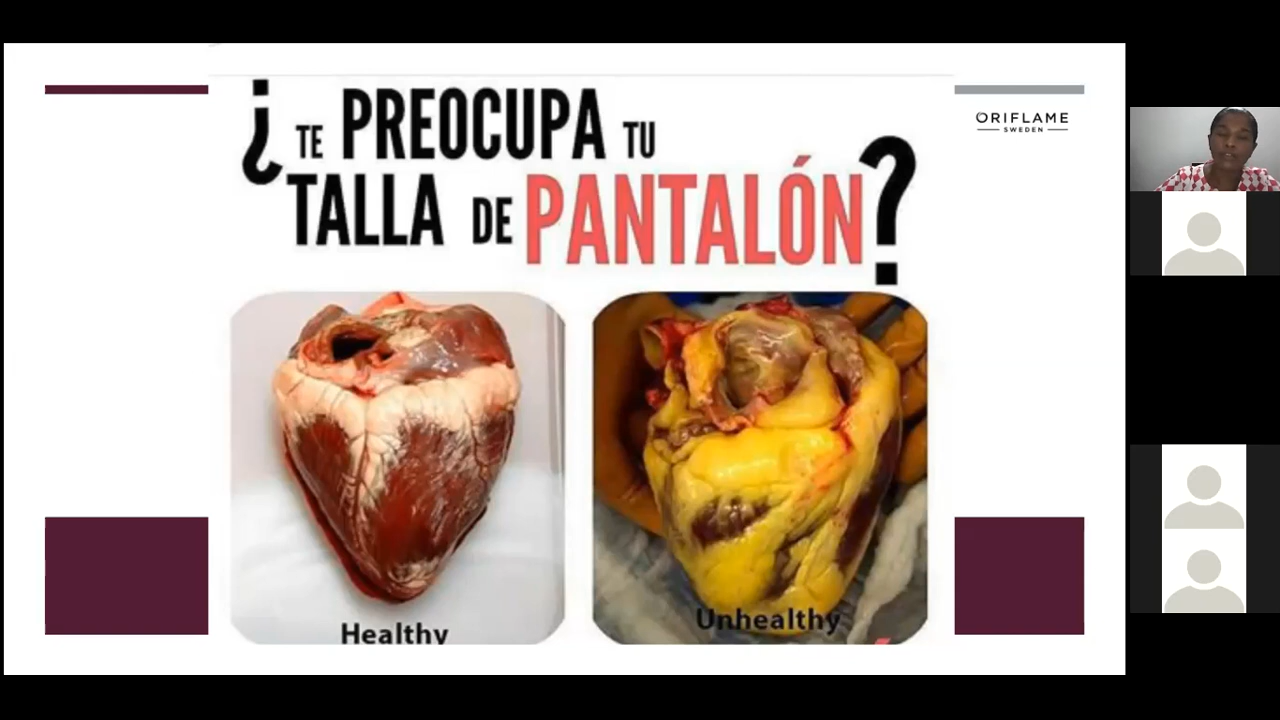 ¿TE PREOCUPA TU
TALLA DE PANTALÓN?
ORIFLAME
SWEDEN
Healthy
Unhealthy